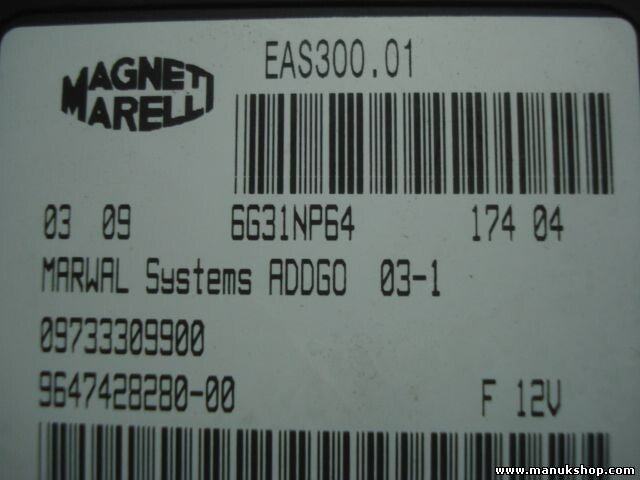 EAS300.01
MAGNETI
MARELLI
03 09 6G31NP64 174 04
MARWAL Systems ADDGO 03-1
09733309900
9647428280-00 F 12V
www.manukshop.com